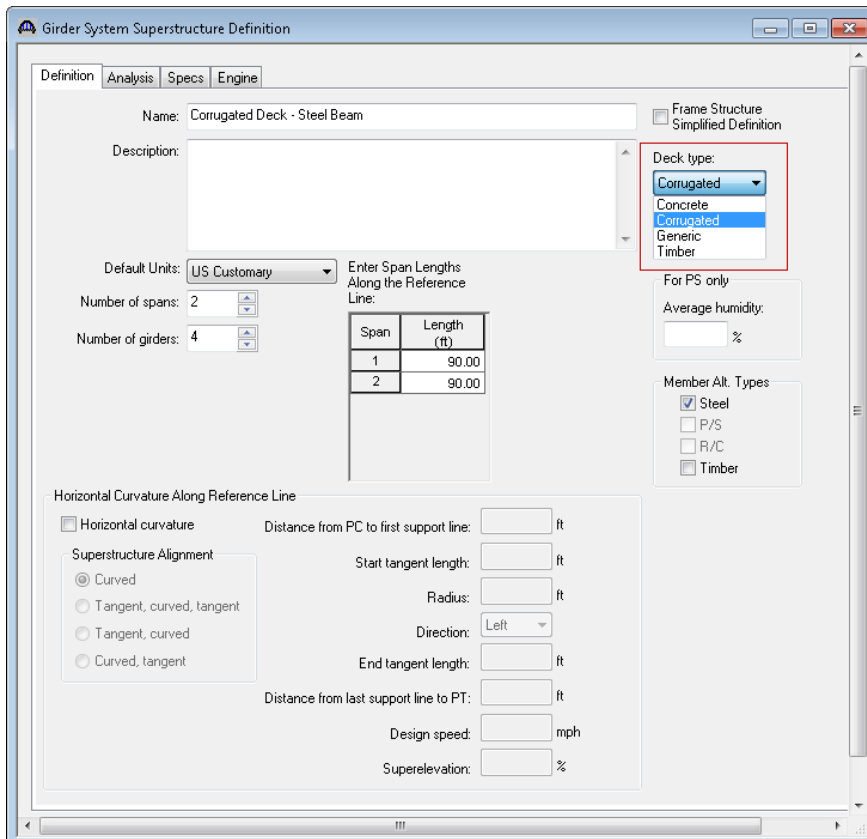 Girder System Superstructure Definition
Definition Analysis Specs Engine
Name: Corrugated Deck - Steel Beam
Frame Structure
Simplified Definition
Description:
Deck type:
Corrugated
Concrete
Corrugated
Generic
Timber
Default Units: US Customary
Number of spans: 2
Number of girders: 4
Enter Span Lengths
Along the Reference
Line:
Span Length
(ft)
1 90.00
2 90.00
For PS only
Average humidity:
%
Member Alt. Types
Steel
P/S
R/C
Timber
Horizontal Curvature Along Reference Line
Horizontal curvature
Superstructure Alignment
Curved
Tangent, curved, tangent
Tangent, curved
Curved, tangent
Distance from PC to first support line: ft
Start tangent length: ft
Radius: ft
Direction: Left
End tangent length: ft
Distance from last support line to PT: ft
Design speed: mph
Superelevation: %